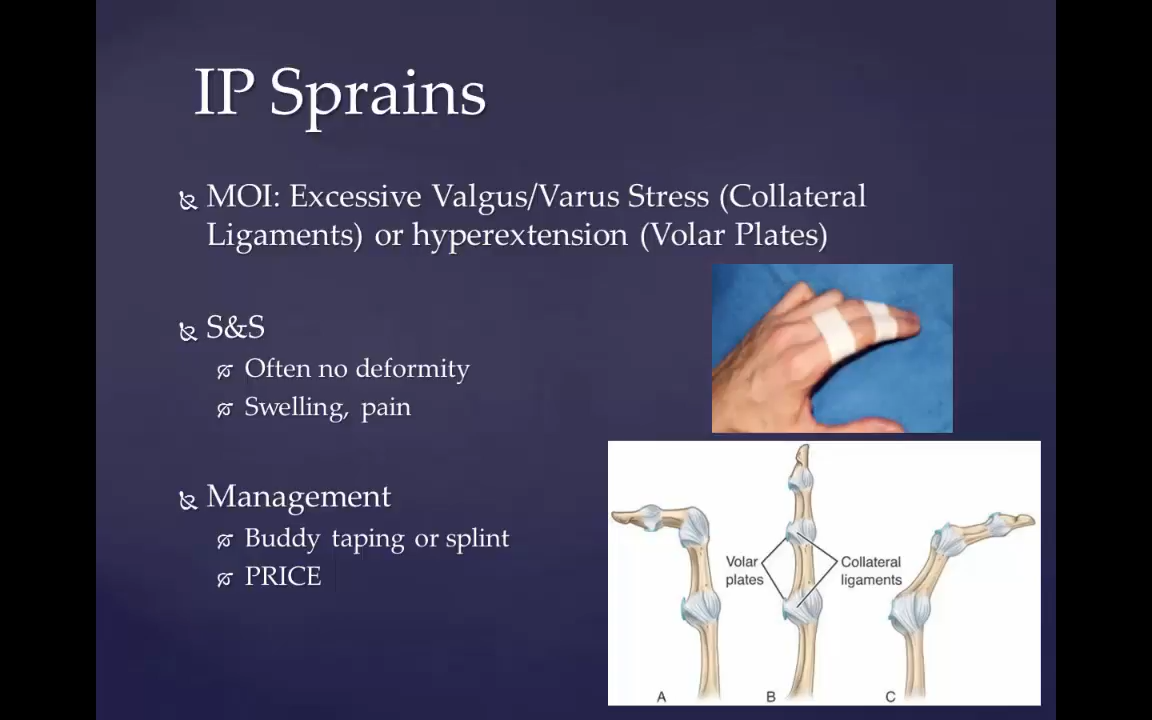 IP Sprains
MOI: Excessive Valgus/Varus Stress (Collateral
Ligaments) or hyperextension (Volar Plates)
S&S
Often no deformity
Swelling, pain
Management
Buddy taping or splint
PRICE
Volar
plates
Collateral
ligaments
A
B
C